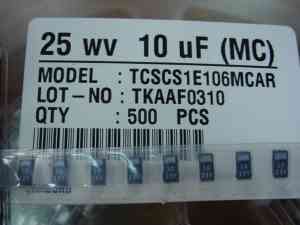 25 wv 10 uF (MC)
MODEL : TCSCS1E106MCAR
LOT-NO : TKAAF0310
QTY : 500 PCS